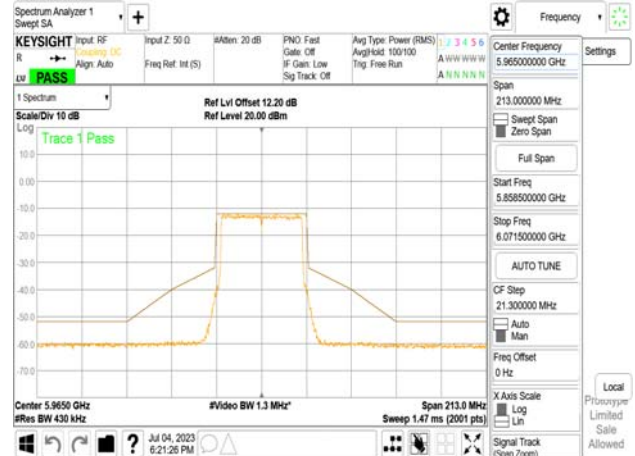 Spectrum Analyzer 1
Swept SA
+
Frequency
KEYSIGHT
R
LXI
PASS
Input: RF
Coupling: DC
Align: Auto
Input Z: 50 Ω
Freq Ref: Int (S)
#Atten: 20 dB
PNO: Fast
Gate: Off
IF Gain: Low
Sig Track: Off
Avg Type: Power (RMS)
Avg|Hold: 100/100
Trig: Free Run
1 2 3 4 5 6
A W W W W W
A N N N N N
1 Spectrum
Scale/Div 10 dB
Ref Lvl Offset 12.20 dB
Ref Level 20.00 dBm
Log
Trace 1 Pass
10.0
0.00
-10.0
-20.0
-30.0
-40.0
-50.0
-60.0
-70.0
Center 5.9650 GHz
#Video BW 1.3 MHz*
Span 213.0 MHz
#Res BW 430 kHz
Sweep 1.47 ms (2001 pts)
?
Jul 04, 2023
6:21:26 PM
Center Frequency
5.965000000 GHz
Settings
Span
213.000000 MHz
Swept Span
Zero Span
Full Span
Start Freq
5.858500000 GHz
Stop Freq
6.071500000 GHz
AUTO TUNE
CF Step
21.300000 MHz
Auto
Man
Freq Offset
0 Hz
X Axis Scale
Log
Lin
Signal Track
(Span Zoom)
Local
Prototype
Limited
Sale
Allowed